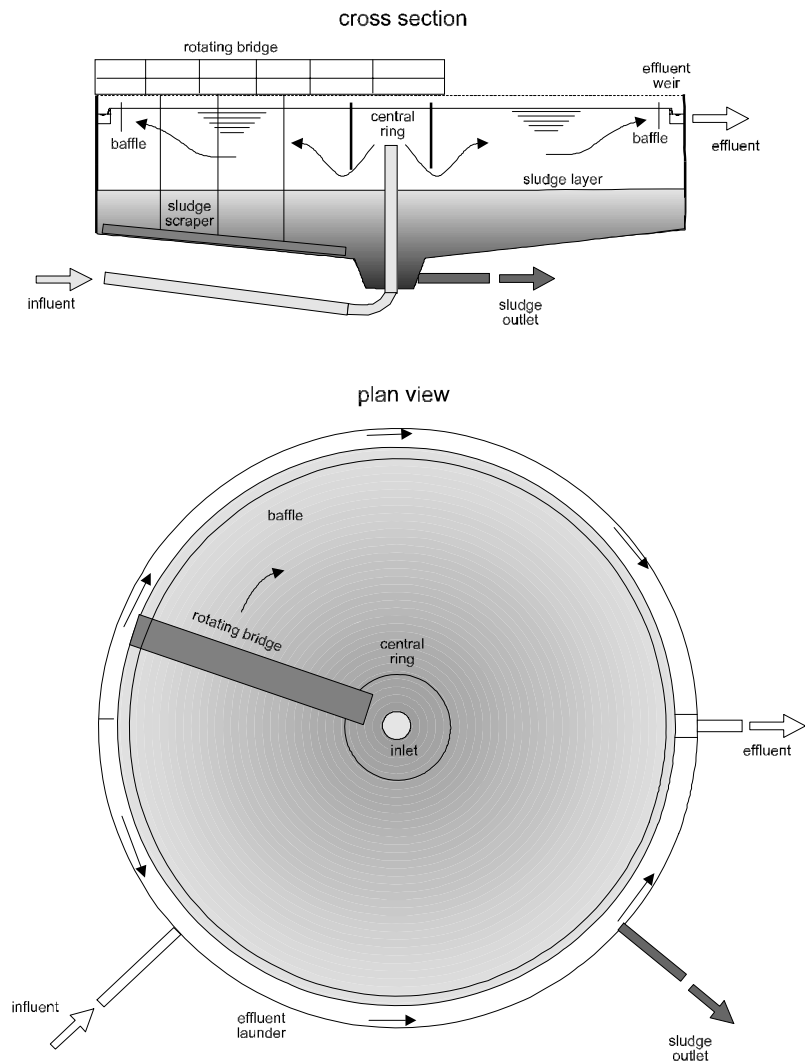 cross section
rotating bridge
effluent
weir
central
ring
baffle
baffle
effluent
sludge layer
sludge
scraper
influent
sludge
outlet
plan view
baffle
rotating bridge
central
ring
inlet
effluent
influent
effluent
launder
sludge
outlet